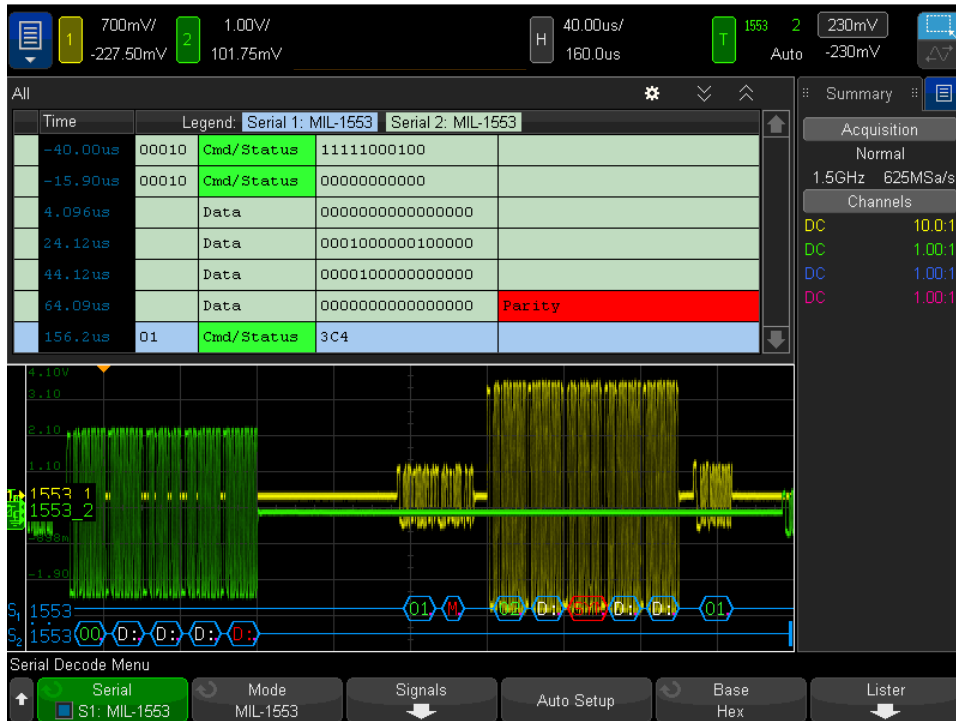 1 700mV/ 2 1.00V/ H 40.00us/ T 1553 2 230mV
-227.50mV 101.75mV 160.0us Auto -230mV
All Summary
Time Legend: Serial 1: MIL-1553 Serial 2: MIL-1553
-40.00us 00010 Cmd/Status 11111000100
-15.90us 00010 Cmd/Status 00000000000
4.096us Data 0000000000000000
24.12us Data 0001000000100000
44.12us Data 0000100000000000
64.09us Data 0000000000000000 Parity
156.2us 01 Cmd/Status 3C4
Acquisition
Normal
1.5GHz 625MSa/s
Channels
DC 10.0:1
DC 1.00:1
DC 1.00:1
DC 1.00:1
4.10V
3.10
2.10
1.10
1553_1
1553_2
-898m
-1.90
S1 1553 01 M D: D: D: 01
S2 1553 00 D: D: D: D:
Serial Decode Menu
Serial Mode Signals Auto Setup Base Lister
S1: MIL-1553 MIL-1553 Hex